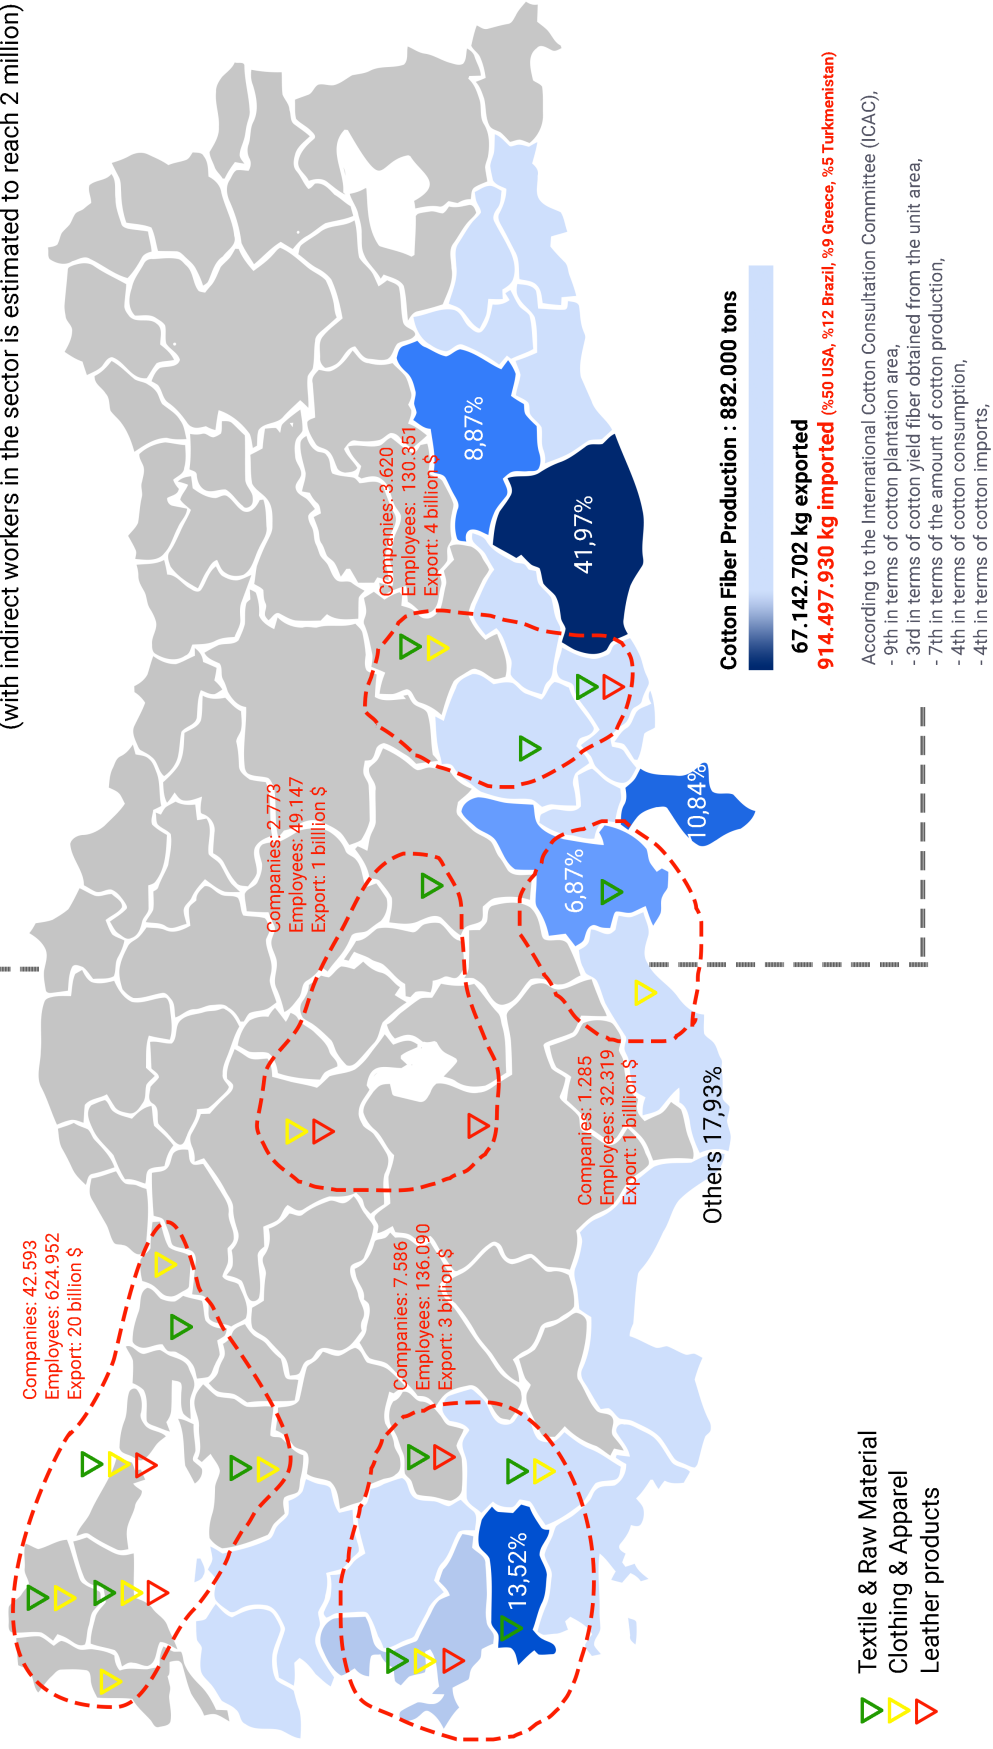 (with indirect workers in the sector is estimated to reach 2 million)
Companies: 42.593
Employees: 624.952
Export: 20 billion $
Companies: 2.773
Employees: 49.147
Export: 1 billlion $
Companies: 3.620
Employees: 130.351
Export: 4 billion $
Companies: 7.586
Employees: 136.090
Export: 3 billion $
Companies: 1.285
Employees: 32.319
Export: 1 billlion $
8,87%
41,97%
10,84%
6,87%
13,52%
Others 17,93%
Cotton Fiber Production : 882.000 tons
67.142.702 kg exported
914.497.930 kg imported (%50 USA, %12 Brazil, %9 Greece, %5 Turkmenistan)
According to the International Cotton Consultation Committee (ICAC),
- 9th in terms of cotton plantation area,
- 3rd in terms of cotton yield fiber obtained from the unit area,
- 7th in terms of the amount of cotton production,
- 4th in terms of cotton consumption,
- 4th in terms of cotton imports,
Textile & Raw Material
Clothing & Apparel
Leather products